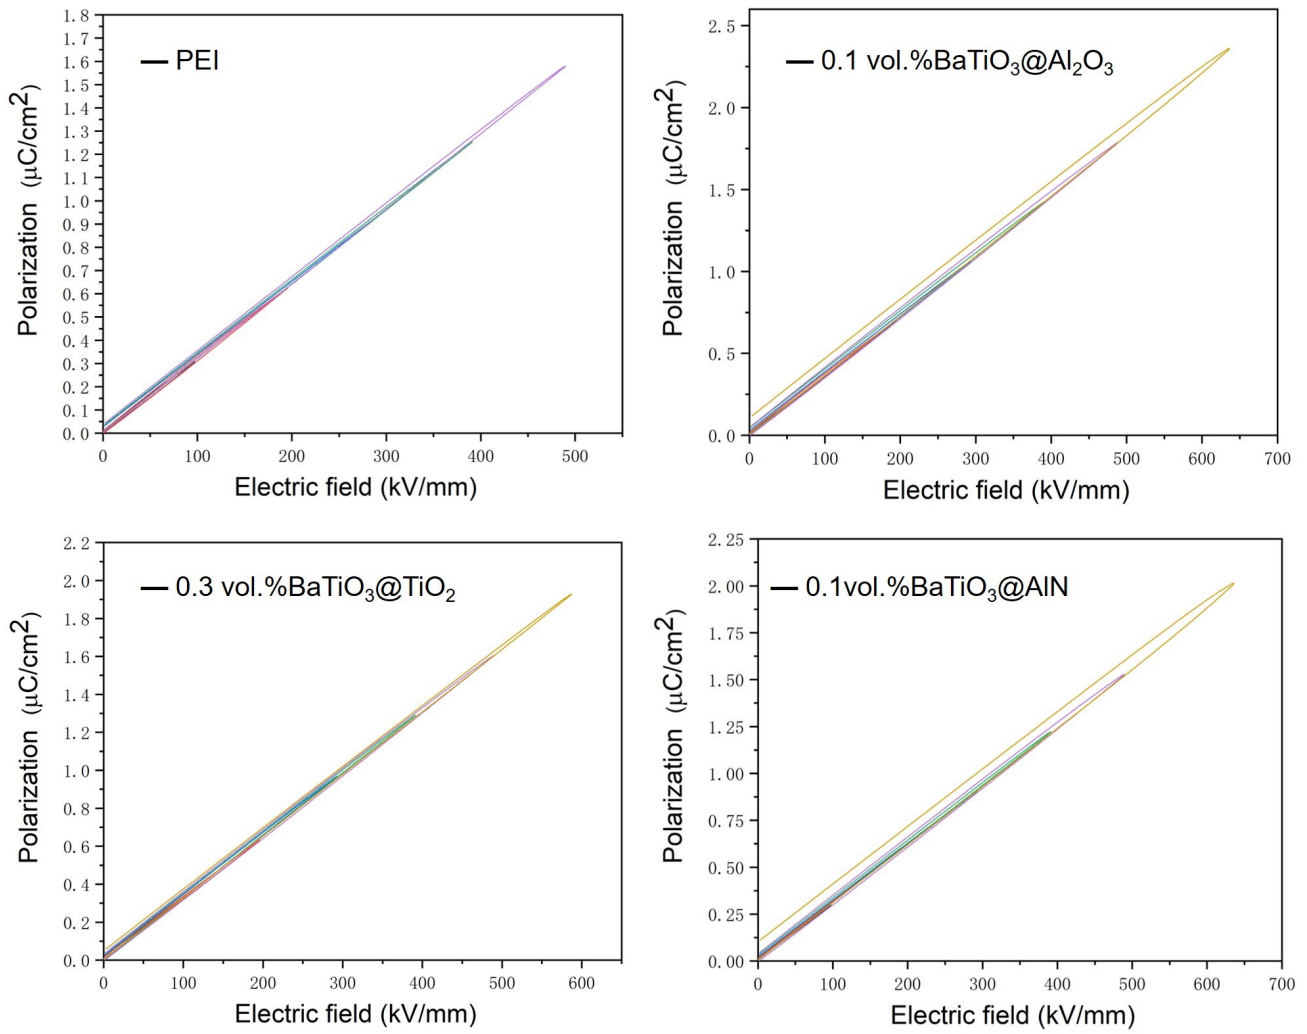 PEI
Polarization (μC/cm²)
1.8
1.7
1.6
1.5
1.4
1.3
1.2
1.1
1.0
0.9
0.8
0.7
0.6
0.5
0.4
0.3
0.2
0.1
0.0
0 100 200 300 400 500
Electric field (kV/mm)
0.1 vol.%BaTiO₃@Al₂O₃
Polarization (μC/cm²)
2.5
2.0
1.5
1.0
0.5
0.0
0 100 200 300 400 500 600 700
Electric field (kV/mm)
0.3 vol.%BaTiO₃@TiO₂
Polarization (μC/cm²)
2.2
2.0
1.8
1.6
1.4
1.2
1.0
0.8
0.6
0.4
0.2
0.0
0 100 200 300 400 500 600
Electric field (kV/mm)
0.1vol.%BaTiO₃@AlN
Polarization (μC/cm²)
2.25
2.00
1.75
1.50
1.25
1.00
0.75
0.50
0.25
0.00
0 100 200 300 400 500 600 700
Electric field (kV/mm)